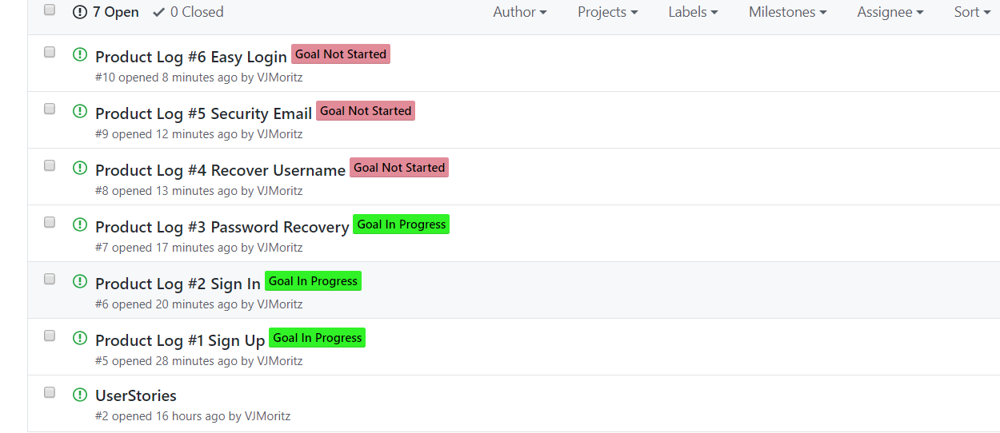 7 Open 0 Closed Author Projects Labels Milestones Assignee Sort
Product Log #6 Easy Login Goal Not Started
#10 opened 8 minutes ago by VJMoritz
Product Log #5 Security Email Goal Not Started
#9 opened 12 minutes ago by VJMoritz
Product Log #4 Recover Username Goal Not Started
#8 opened 13 minutes ago by VJMoritz
Product Log #3 Password Recovery Goal In Progress
#7 opened 17 minutes ago by VJMoritz
Product Log #2 Sign In Goal In Progress
#6 opened 20 minutes ago by VJMoritz
Product Log #1 Sign Up Goal In Progress
#5 opened 28 minutes ago by VJMoritz
UserStories
#2 opened 16 hours ago by VJMoritz